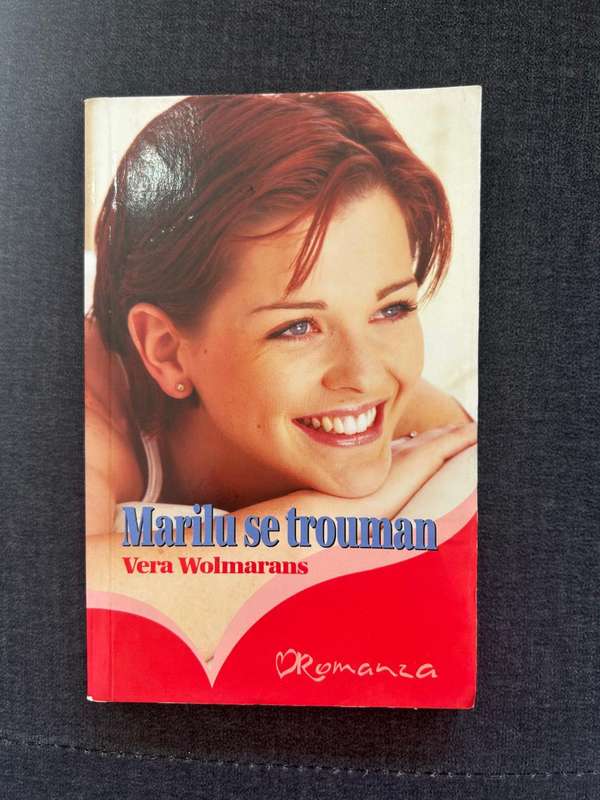 Marilu se trouman
Vera Wolmarans
Romanza